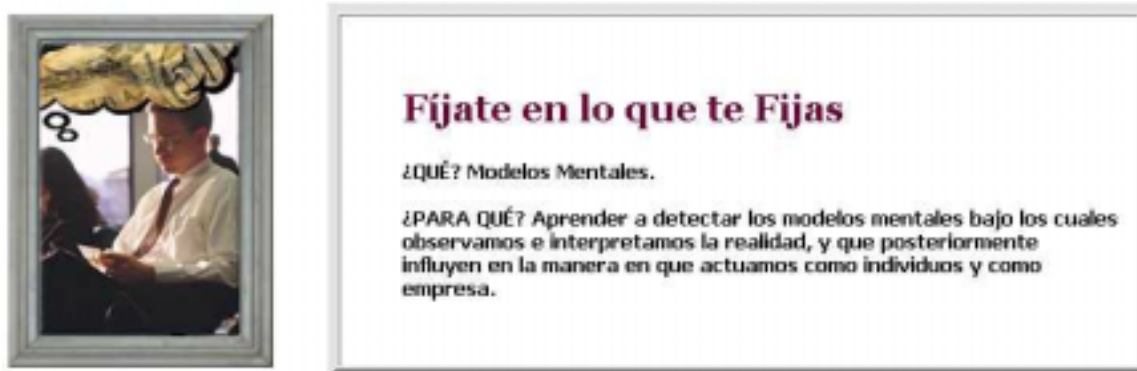 Fíjate en lo que te Fijas
¿QUÉ? Modelos Mentales.
¿PARA QUÉ? Aprender a detectar los modelos mentales bajo los cuales
observamos e interpretamos la realidad, y que posteriormente
influyen en la manera en que actuamos como individuos y como
empresa.